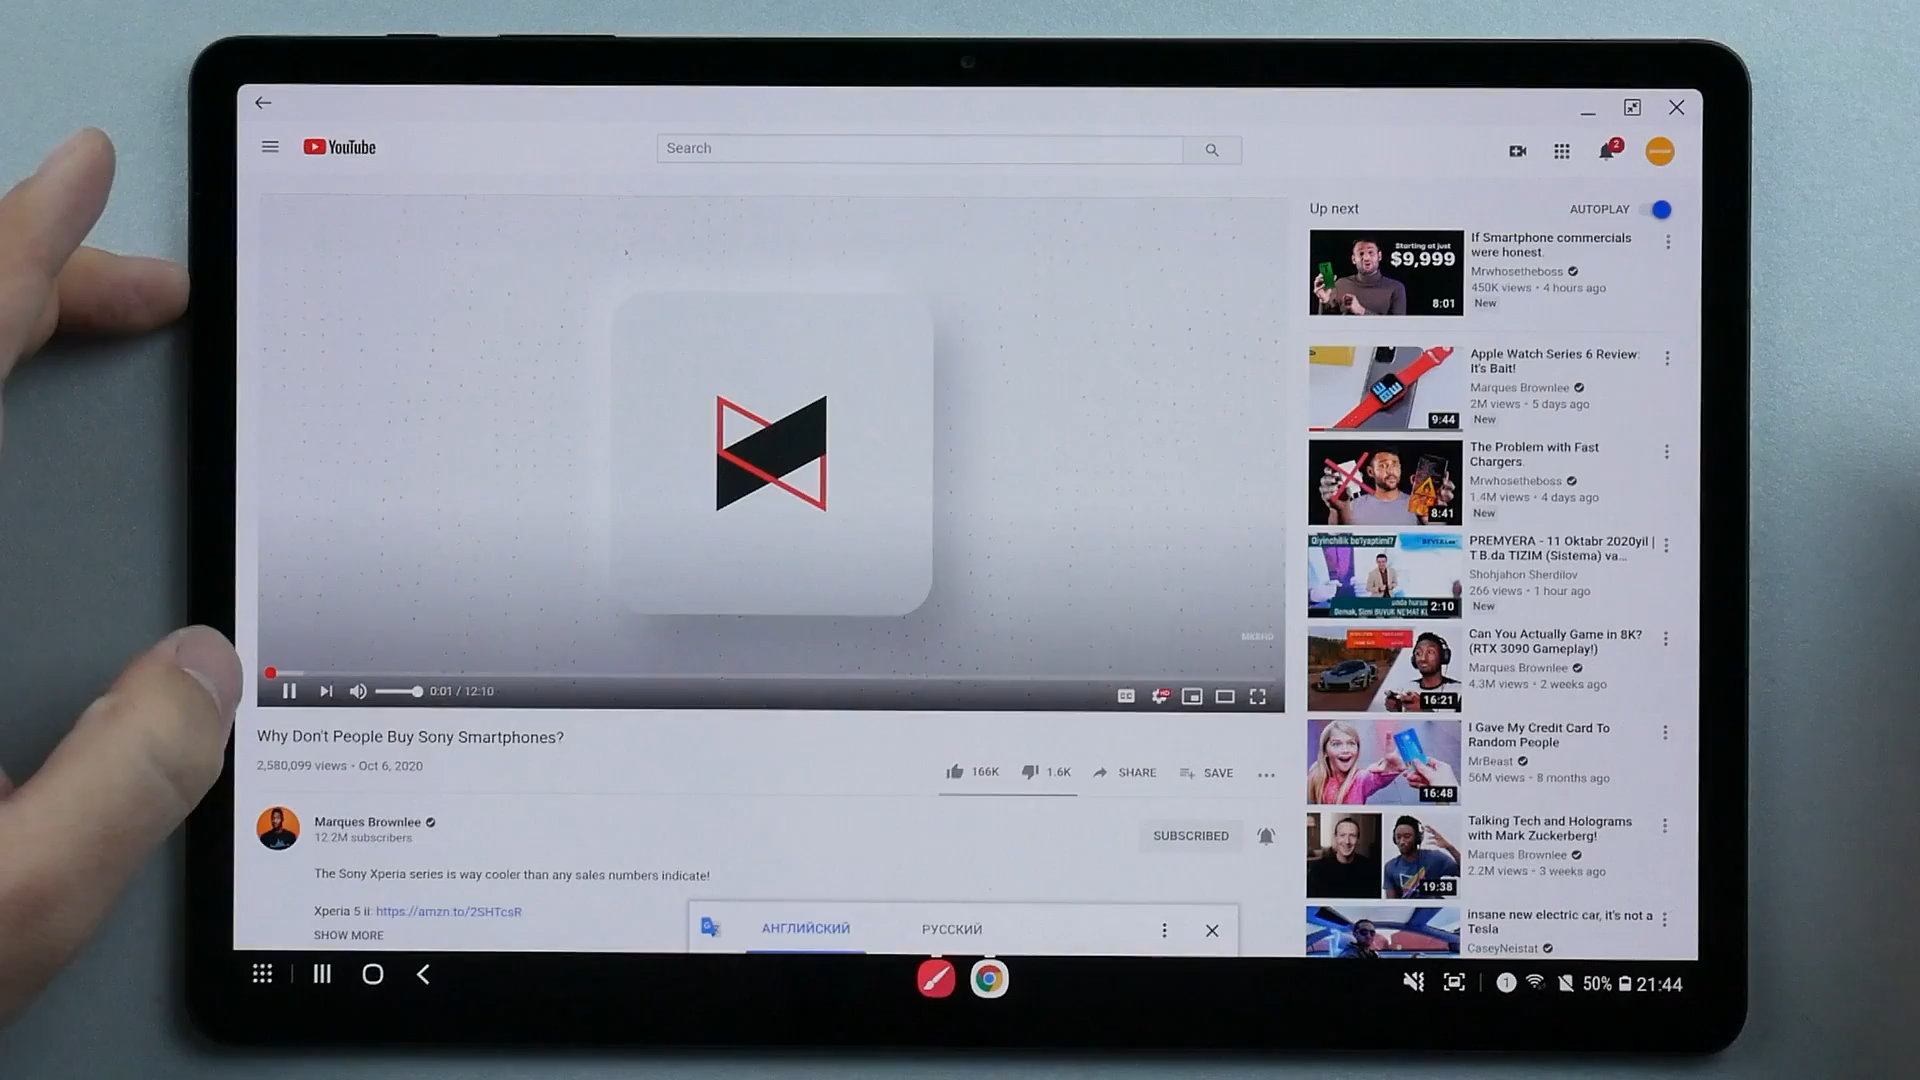 YouTube
Search
2
MKBHD
0:01 / 12:10
CC
HD
Why Don't People Buy Sony Smartphones?
2,580,099 views • Oct 6, 2020
166K
1.6K
SHARE
SAVE
Marques Brownlee
12.2M subscribers
SUBSCRIBED
The Sony Xperia series is way cooler than any sales numbers indicate!
Xperia 5 ii: https://amzn.to/2SHTcsR
SHOW MORE
АНГЛИЙСКИЙ
РУССКИЙ
Up next
AUTOPLAY
Starting at just
$9,999
8:01
If Smartphone commercials
were honest.
Mrwhosetheboss
450K views • 4 hours ago
New
9:44
Apple Watch Series 6 Review:
It's Bait!
Marques Brownlee
2M views • 5 days ago
New
8:41
The Problem with Fast
Chargers.
Mrwhosetheboss
1.4M views • 4 days ago
New
Qiyinchilik bo'lyaptimi?
2:10
PREMYERA - 11 Oktabr 2020yil |
T.B.da TIZIM (Sistema) va...
Shohjahon Sherdilov
266 views • 1 hour ago
New
16:21
Can You Actually Game in 8K?
(RTX 3090 Gameplay!)
Marques Brownlee
4.3M views • 2 weeks ago
16:48
I Gave My Credit Card To
Random People
MrBeast
56M views • 8 months ago
19:38
Talking Tech and Holograms
with Mark Zuckerberg!
Marques Brownlee
2.2M views • 3 weeks ago
insane new electric car, it's not a
Tesla
CaseyNeistat
1
50%
21:44